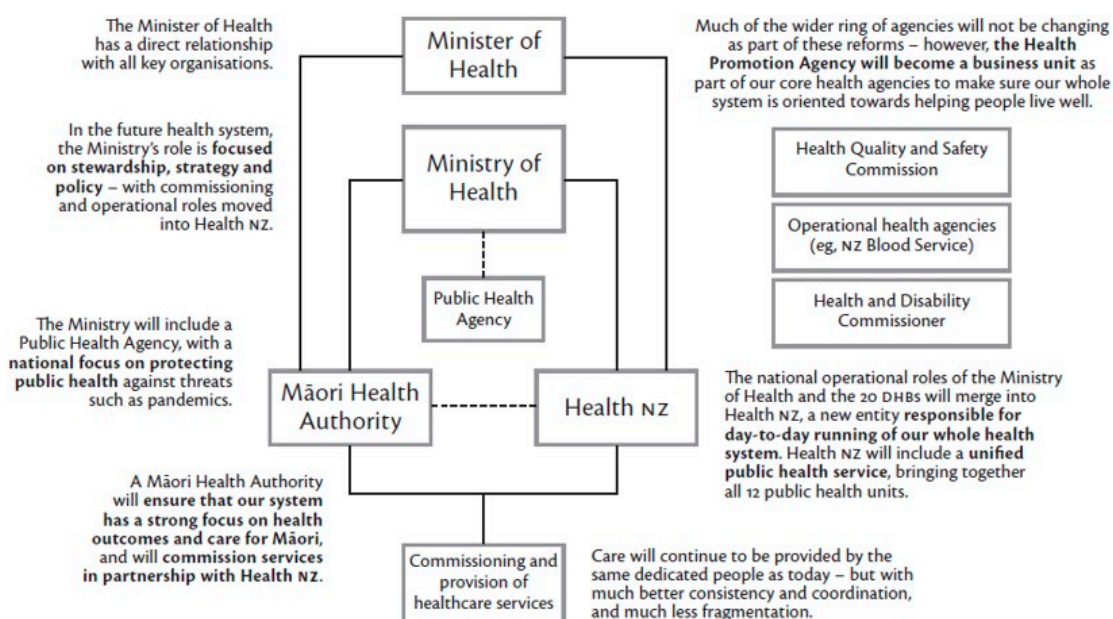 The Minister of Health
has a direct relationship
with all key organisations.
Minister of
Health
Much of the wider ring of agencies will not be changing
as part of these reforms – however, the Health
Promotion Agency will become a business unit as
part of our core health agencies to make sure our whole
system is oriented towards helping people live well.
In the future health system,
the Ministry’s role is focused
on stewardship, strategy and
policy – with commissioning
and operational roles moved
into Health NZ.
Ministry of
Health
Health Quality and Safety
Commission
Operational health agencies
(eg, NZ Blood Service)
Health and Disability
Commissioner
Public Health
Agency
The Ministry will include a
Public Health Agency, with a
national focus on protecting
public health against threats
such as pandemics.
Māori Health
Authority
Health NZ
The national operational roles of the Ministry
of Health and the 20 DHBs will merge into
Health NZ, a new entity responsible for
day-to-day running of our whole health
system. Health NZ will include a unified
public health service, bringing together
all 12 public health units.
A Māori Health Authority
will ensure that our system
has a strong focus on health
outcomes and care for Māori,
and will commission services
in partnership with Health NZ.
Commissioning and
provision of
healthcare services
Care will continue to be provided by the
same dedicated people as today – but with
much better consistency and coordination,
and much less fragmentation.